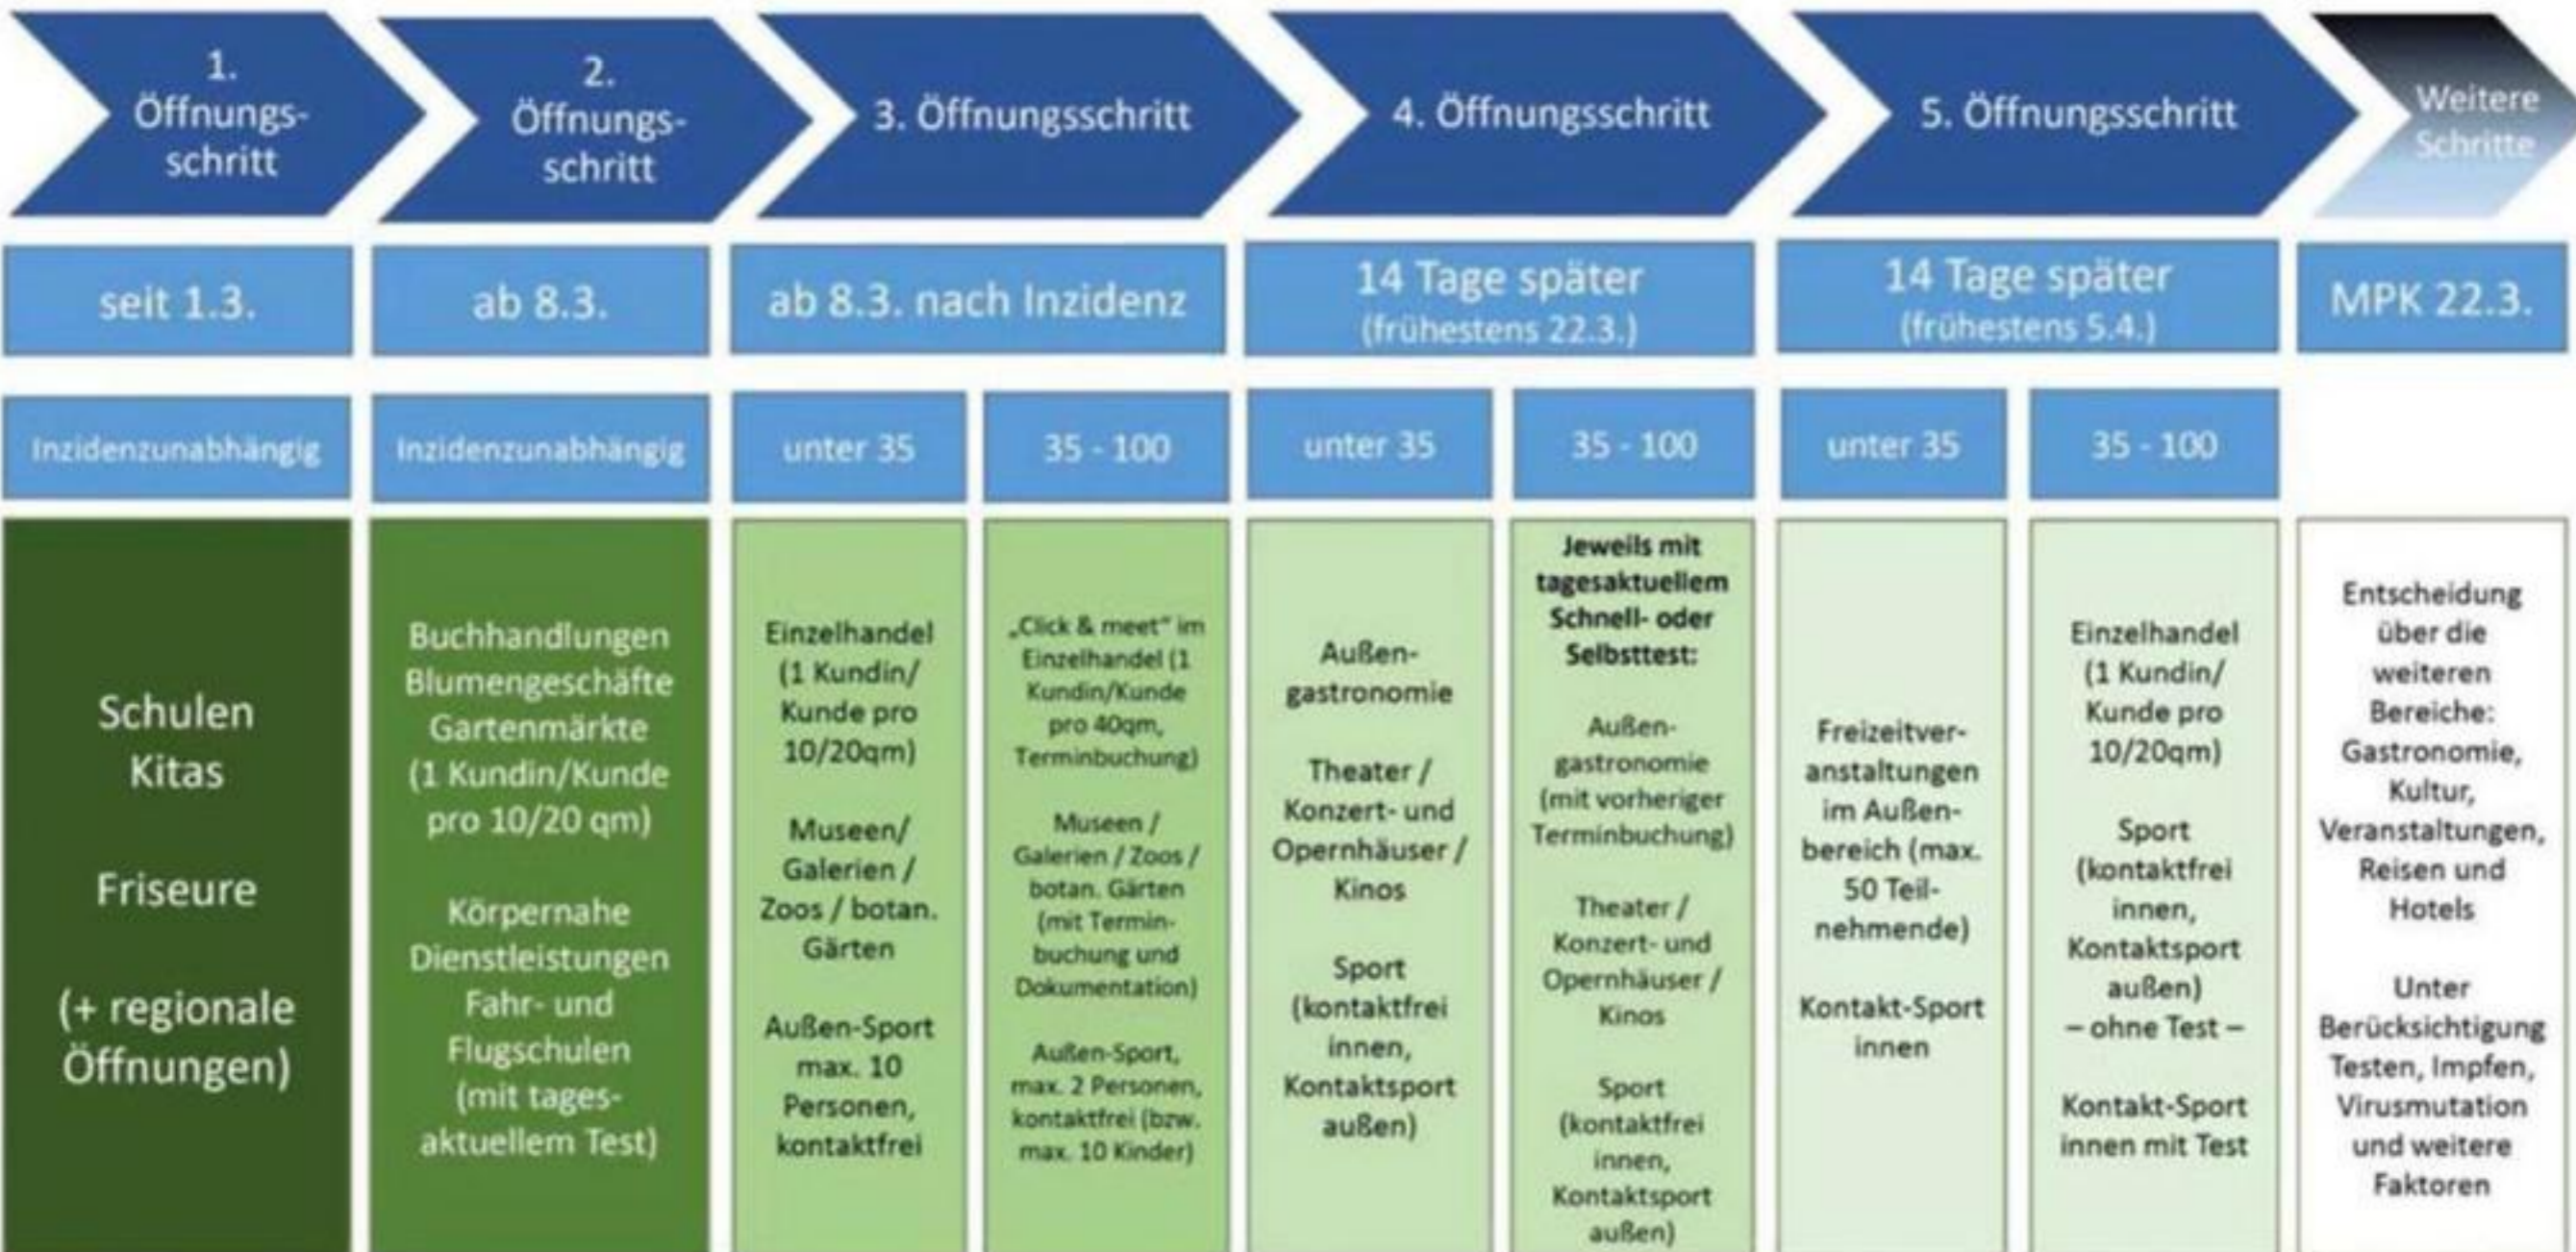 1.
Öffnungs-
schritt
2.
Öffnungs-
schritt
3. Öffnungsschritt
4. Öffnungsschritt
5. Öffnungsschritt
Weitere
Schritte
seit 1.3.
ab 8.3.
ab 8.3. nach Inzidenz
14 Tage später
(frühestens 22.3.)
14 Tage später
(frühestens 5.4.)
MPK 22.3.
Inzidenzunabhängig
Inzidenzunabhängig
unter 35
35 - 100
unter 35
35 - 100
unter 35
35 - 100
Schulen
Kitas
Friseure
(+ regionale
Öffnungen)
Buchhandlungen
Blumengeschäfte
Gartenmärkte
(1 Kundin/Kunde
pro 10/20 qm)
Körpernahe
Dienstleistungen
Fahr- und
Flugschulen
(mit tages-
aktuellem Test)
Einzelhandel
(1 Kundin/
Kunde pro
10/20qm)
Museen/
Galerien /
Zoos / botan.
Gärten
Außen-Sport
max. 10
Personen,
kontaktfrei
„Click & meet“ im
Einzelhandel (1
Kundin/Kunde
pro 40qm,
Terminbuchung)
Museen /
Galerien / Zoos /
botan. Gärten
(mit Termin-
buchung und
Dokumentation)
Außen-Sport,
max. 2 Personen,
kontaktfrei (bzw.
max. 10 Kinder)
Außen-
gastronomie
Theater /
Konzert- und
Opernhäuser /
Kinos
Sport
(kontaktfrei
innen,
Kontaktsport
außen)
Jeweils mit
tagesaktuellem
Schnell- oder
Selbsttest:
Außen-
gastronomie
(mit vorheriger
Terminbuchung)
Theater /
Konzert- und
Opernhäuser /
Kinos
Sport
(kontaktfrei
innen,
Kontaktsport
außen)
Freizeitver-
anstaltungen
im Außen-
bereich (max.
50 Teil-
nehmende)
Kontakt-Sport
innen
Einzelhandel
(1 Kundin/
Kunde pro
10/20qm)
Sport
(kontaktfrei
innen,
Kontaktsport
außen)
– ohne Test –
Kontakt-Sport
innen mit Test
Entscheidung
über die
weiteren
Bereiche:
Gastronomie,
Kultur,
Veranstaltungen,
Reisen und
Hotels
Unter
Berücksichtigung
Testen, Impfen,
Virusmutation
und weitere
Faktoren